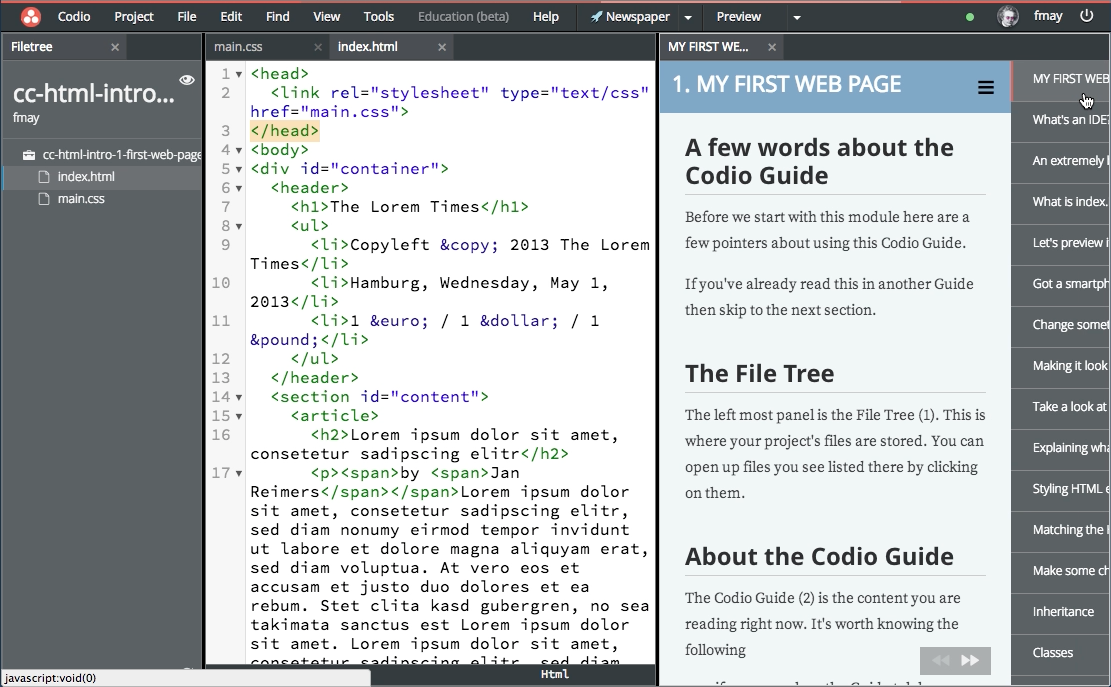 Codio Project File Edit Find View Tools Education (beta) Help Newspaper Preview fmay
Filetree
cc-html-intro...
fmay
cc-html-intro-1-first-web-page
index.html
main.css
main.css index.html
1 <head>
2 <link rel="stylesheet" type="text/css"
href="main.css">
3 </head>
4 <body>
5 <div id="container">
6 <header>
7 <h1>The Lorem Times</h1>
8 <ul>
9 <li>Copyleft &copy; 2013 The Lorem
Times</li>
10 <li>Hamburg, Wednesday, May 1,
2013</li>
11 <li>1 &euro; / 1 &dollar; / 1
&pound;</li>
12 </ul>
13 </header>
14 <section id="content">
15 <article>
16 <h2>Lorem ipsum dolor sit amet,
consetetur sadipscing elitr</h2>
17 <p><span>by <span>Jan
Reimers</span></span>Lorem ipsum dolor
sit amet, consetetur sadipscing elitr,
sed diam nonumy eirmod tempor invidunt
ut labore et dolore magna aliquyam erat,
sed diam voluptua. At vero eos et
accusam et justo duo dolores et ea
rebum. Stet clita kasd gubergren, no sea
takimata sanctus est Lorem ipsum dolor
sit amet. Lorem ipsum dolor sit amet,
consetetur sadipscing elitr, sed diam
Html
MY FIRST WE...
1. MY FIRST WEB PAGE
A few words about the
Codio Guide
Before we start with this module here are a
few pointers about using this Codio Guide.
If you've already read this in another Guide
then skip to the next section.
The File Tree
The left most panel is the File Tree (1). This is
where your project's files are stored. You can
open up files you see listed there by clicking
on them.
About the Codio Guide
The Codio Guide (2) is the content you are
reading right now. It's worth knowing the
following
MY FIRST WEB
What's an IDE?
An extremely
What is index.
Let's preview
Got a smartph
Change somet
Making it look
Take a look at
Explaining wha
Styling HTML
Matching the
Make some ch
Inheritance
Classes
javascript:void(0)